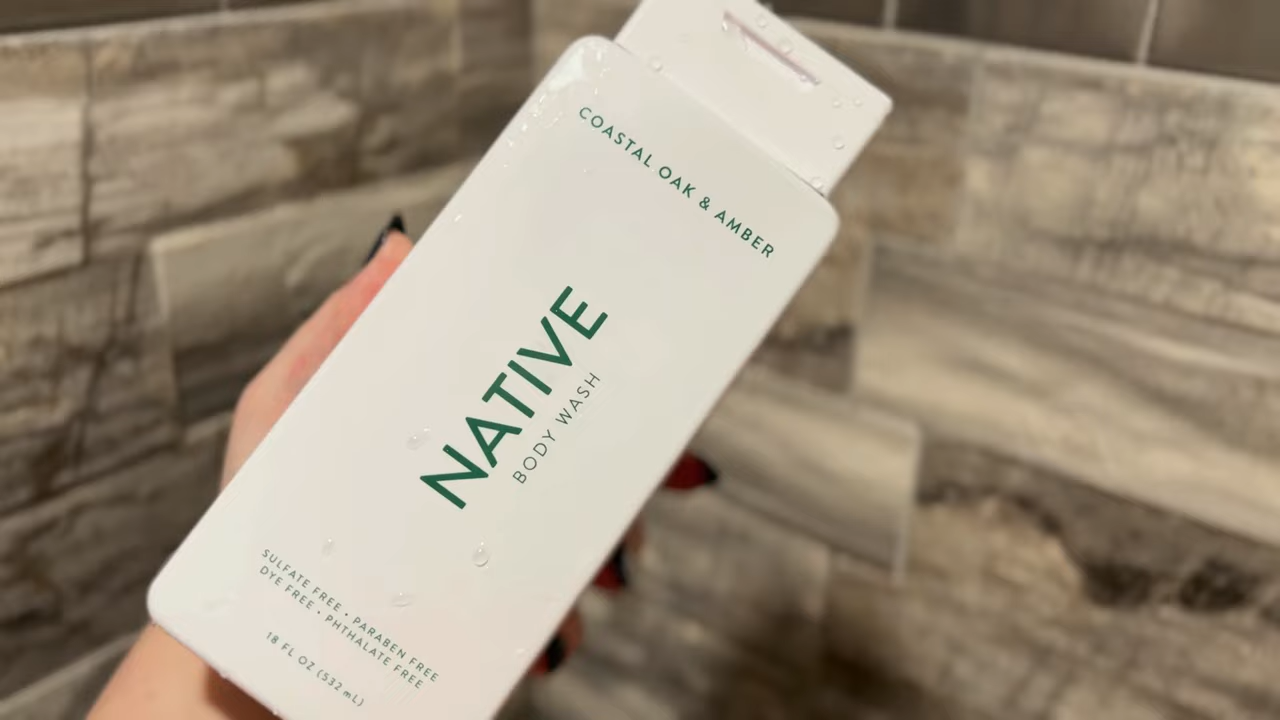 COASTAL OAK & AMBER
NATIVE
BODY WASH
SULFATE FREE • PARABEN FREE
DYE FREE • PHTHALATE FREE
18 FL OZ (532 mL)